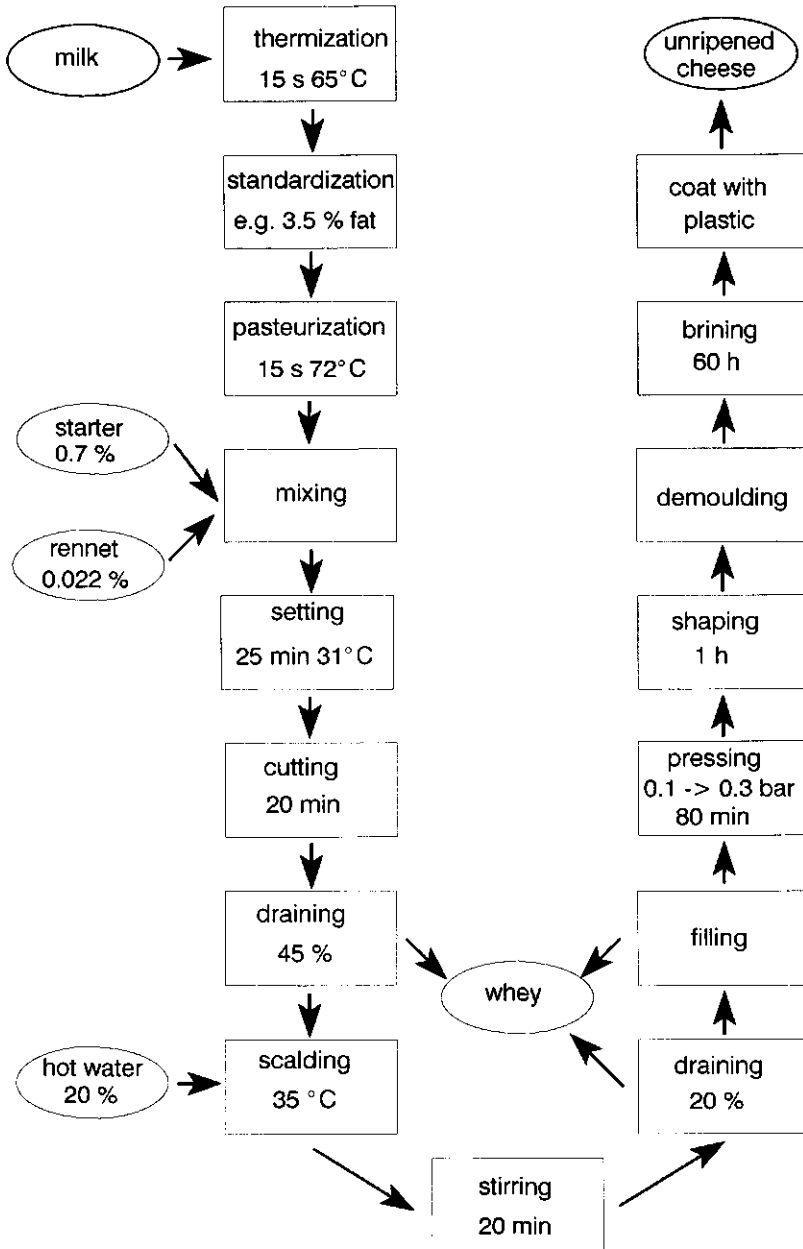 milk
thermization
15 s 65°C
standardization
e.g. 3.5 % fat
pasteurization
15 s 72°C
starter
0.7 %
mixing
rennet
0.022 %
setting
25 min 31°C
cutting
20 min
draining
45 %
hot water
20 %
scalding
35 °C
stirring
20 min
draining
20 %
whey
filling
pressing
0.1 -> 0.3 bar
80 min
shaping
1 h
demoulding
brining
60 h
coat with
plastic
unripened
cheese